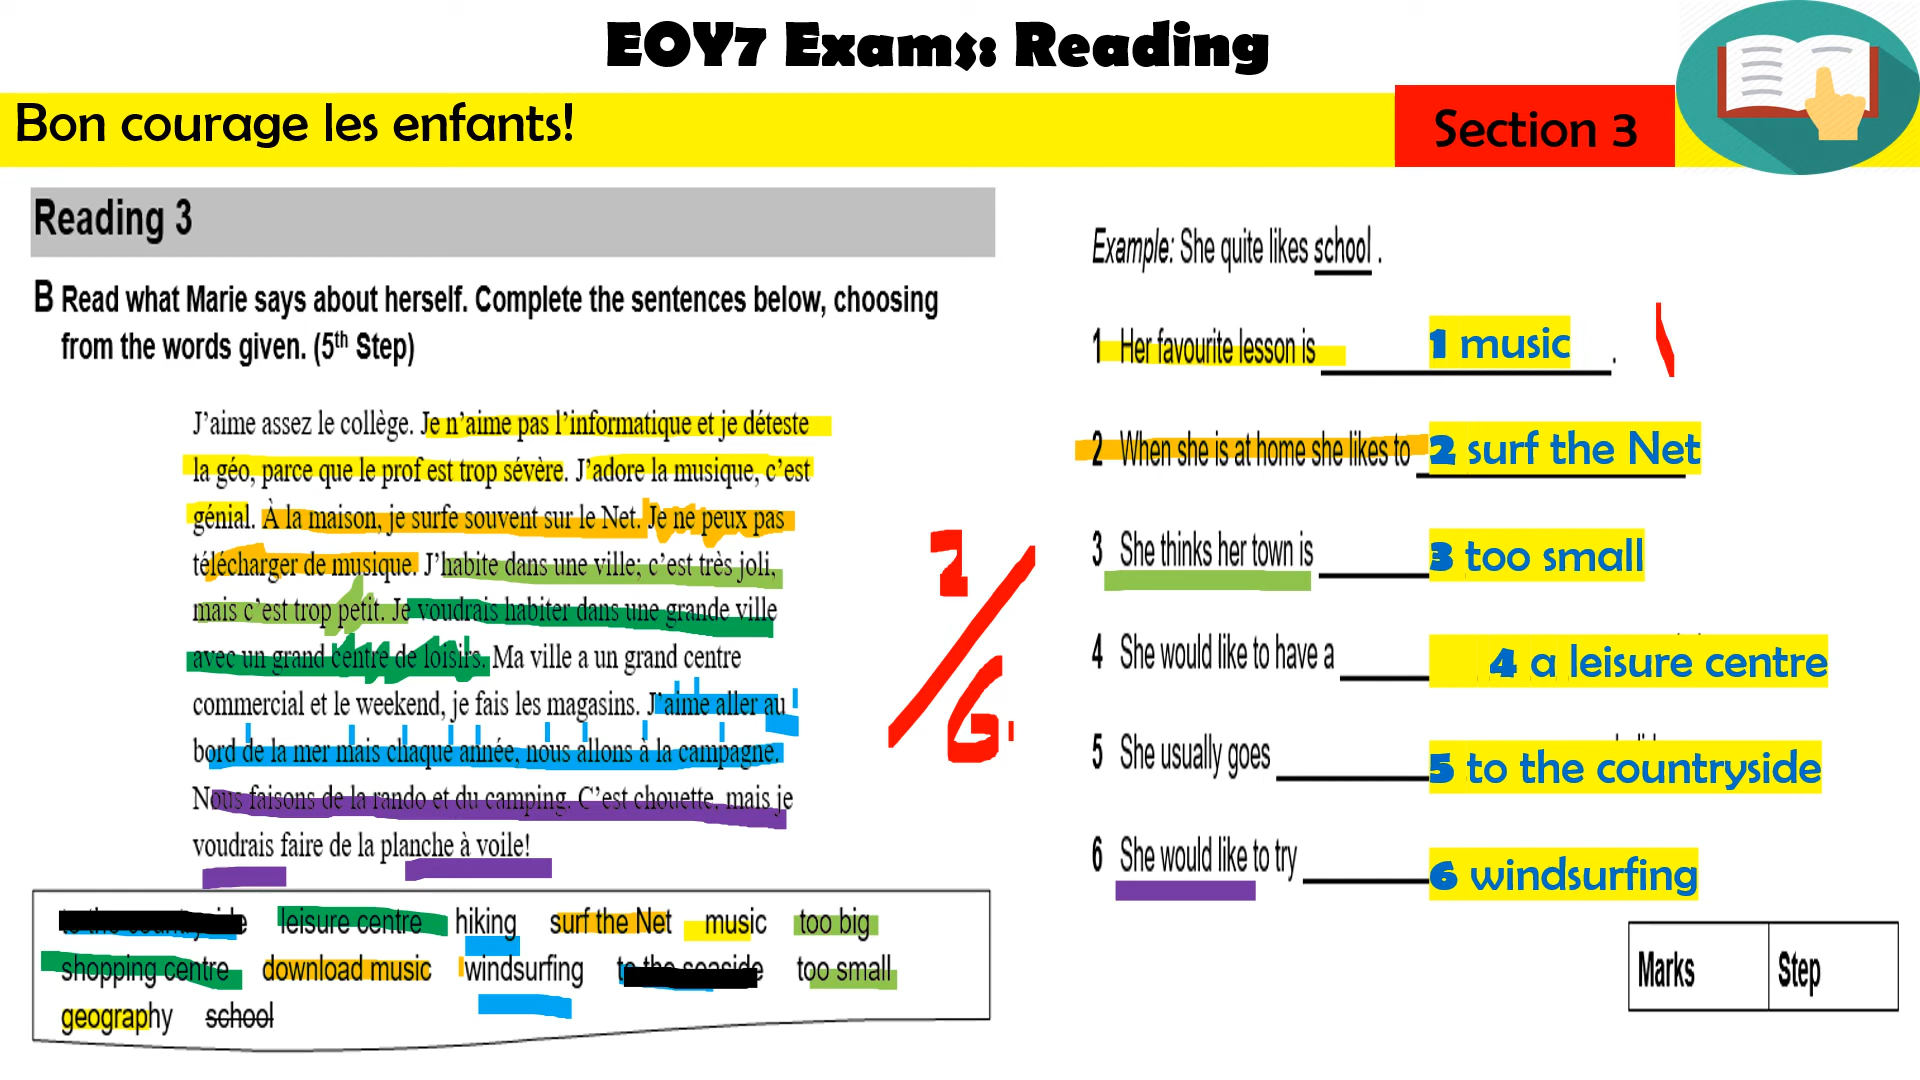 EOY7 Exams: Reading
Bon courage les enfants!
Section 3
Reading 3
B Read what Marie says about herself. Complete the sentences below, choosing
from the words given. (5th Step)
J'aime assez le collège. Je n'aime pas l'informatique et je déteste
la géo, parce que le prof est trop sévère. J'adore la musique, c'est
génial. À la maison, je surfe souvent sur le Net. Je ne peux pas
télécharger de musique. J'habite dans une ville; c'est très joli,
mais c'est trop petit. Je voudrais habiter dans une grande ville
avec un grand centre de loisirs. Ma ville a un grand centre
commercial et le weekend, je fais les magasins. J'aime aller au
bord de la mer mais chaque année, nous allons à la campagne.
Nous faisons de la rando et du camping. C'est chouette, mais je
voudrais faire de la planche à voile!
to the countryside leisure centre hiking surf the Net music too big
shopping centre download music windsurfing to the seaside too small
geography school
Example: She quite likes school .
1 Her favourite lesson is 1 music .
2 When she is at home she likes to 2 surf the Net
3 She thinks her town is 3 too small
4 She would like to have a 4 a leisure centre
5 She usually goes 5 to the countryside
6 She would like to try 6 windsurfing
Marks Step